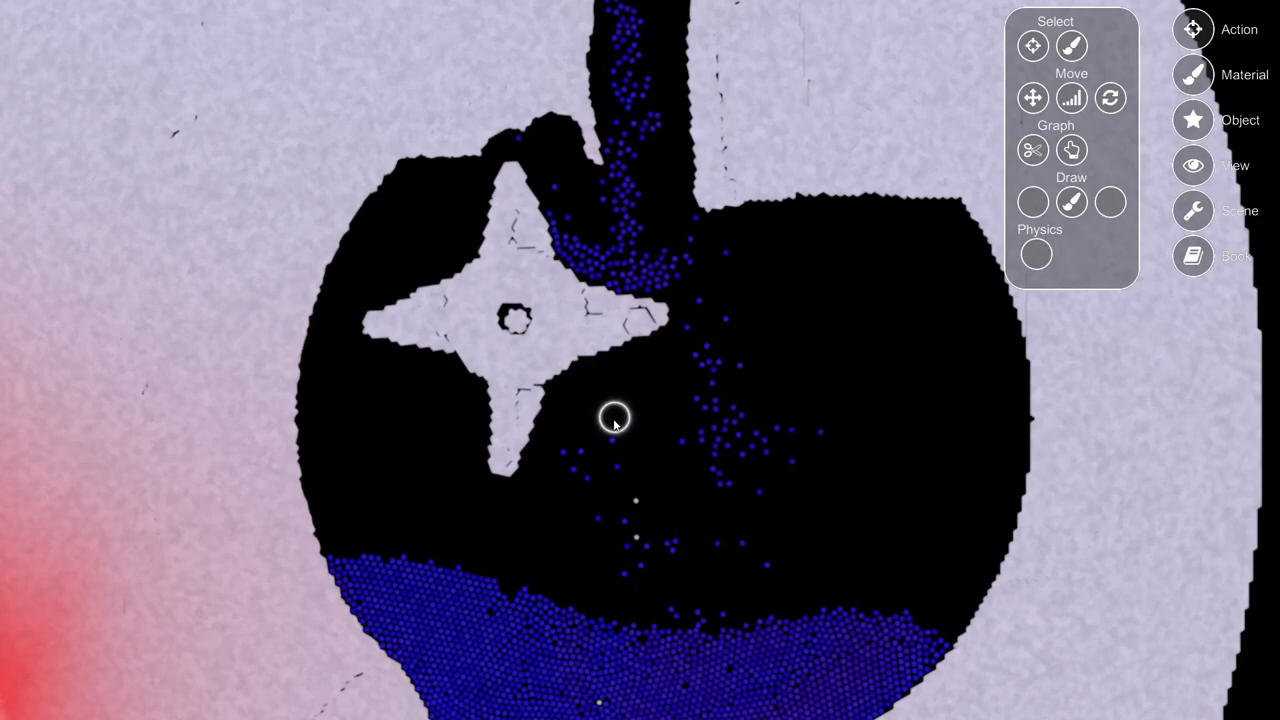 Select
Move
Graph
Draw
Physics
Action
Material
Object
View
Scene
Book